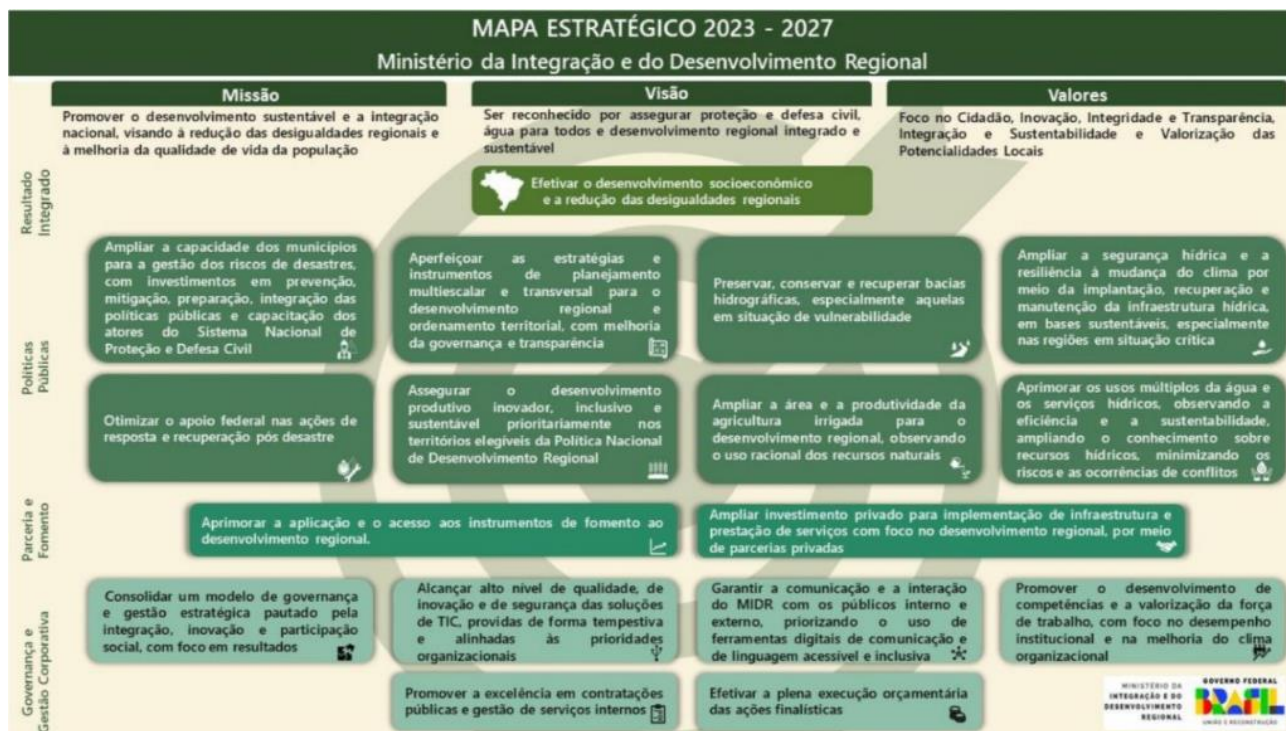 MAPA ESTRATÉGICO 2023 - 2027
Ministério da Integração e do Desenvolvimento Regional
Missão
Promover o desenvolvimento sustentável e a integração
nacional, visando à redução das desigualdades regionais e
à melhoria da qualidade de vida da população
Visão
Ser reconhecido por assegurar proteção e defesa civil,
água para todos e desenvolvimento regional integrado e
sustentável
Valores
Foco no Cidadão, Inovação, Integridade e Transparência,
Integração e Sustentabilidade e Valorização das
Potencialidades Locais
Resultado
Integrado
Efetivar o desenvolvimento socioeconômico
e a redução das desigualdades regionais
Políticas
Públicas
Ampliar a capacidade dos municípios
para a gestão dos riscos de desastres,
com investimentos em prevenção,
mitigação, preparação, integração das
políticas públicas e capacitação dos
atores do Sistema Nacional de
Proteção e Defesa Civil
Aperfeiçoar as estratégias e
instrumentos de planejamento
multiescalar e transversal para o
desenvolvimento regional e
ordenamento territorial, com melhoria
da governança e transparência
Preservar, conservar e recuperar bacias
hidrográficas, especialmente aquelas
em situação de vulnerabilidade
Ampliar a segurança hídrica e a
resiliência à mudança do clima por
meio da implantação, recuperação e
manutenção da infraestrutura hídrica,
em bases sustentáveis, especialmente
nas regiões em situação crítica
Otimizar o apoio federal nas ações de
resposta e recuperação pós desastre
Assegurar o desenvolvimento
produtivo inovador, inclusivo e
sustentável prioritariamente nos
territórios elegíveis da Política Nacional
de Desenvolvimento Regional
Ampliar a área e a produtividade da
agricultura irrigada para o
desenvolvimento regional, observando
o uso racional dos recursos naturais
Aprimorar os usos múltiplos da água e
os serviços hídricos, observando a
eficiência e a sustentabilidade,
ampliando o conhecimento sobre
recursos hídricos, minimizando os
riscos e as ocorrências de conflitos
Parceria e
Fomento
Aprimorar a aplicação e o acesso aos instrumentos de fomento ao
desenvolvimento regional.
Ampliar investimento privado para implementação de infraestrutura e
prestação de serviços com foco no desenvolvimento regional, por meio
de parcerias privadas
Governança e
Gestão Corporativa
Consolidar um modelo de governança
e gestão estratégica pautado pela
integração, inovação e participação
social, com foco em resultados
Alcançar alto nível de qualidade, de
inovação e de segurança das soluções
de TIC, providas de forma tempestiva
e alinhadas às prioridades
organizacionais
Garantir a comunicação e a interação
do MIDR com os públicos interno e
externo, priorizando o uso de
ferramentas digitais de comunicação e
de linguagem acessível e inclusiva
Promover o desenvolvimento de
competências e a valorização da força
de trabalho, com foco no desempenho
institucional e na melhoria do clima
organizacional
Promover a excelência em contratações
públicas e gestão de serviços internos
Efetivar a plena execução orçamentária
das ações finalísticas
MINISTÉRIO DA
INTEGRAÇÃO E DO
DESENVOLVIMENTO
REGIONAL
GOVERNO FEDERAL
BRASIL
UNIÃO E RECONSTRUÇÃO